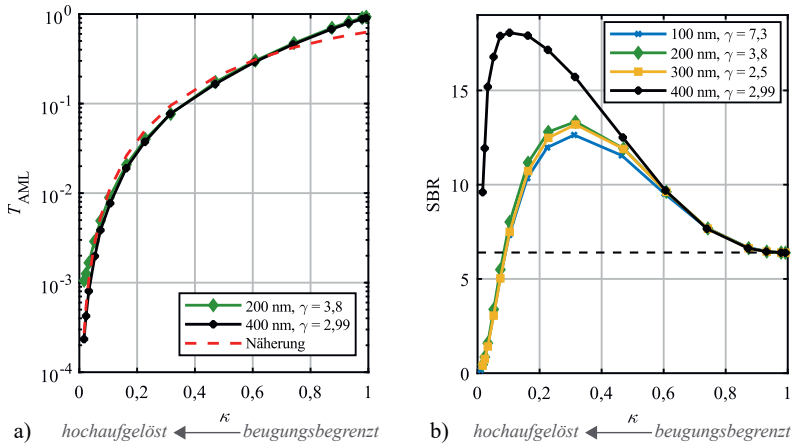 a)
10⁰
10⁻¹
10⁻²
10⁻³
10⁻⁴
T_AML
200 nm, γ = 3,8
400 nm, γ = 2,99
Näherung
0 0,2 0,4 0,6 0,8 1
κ
hochaufgelöst beugungsbegrenzt
b)
15
10
5
0
SBR
100 nm, γ = 7,3
200 nm, γ = 3,8
300 nm, γ = 2,5
400 nm, γ = 2,99
0 0,2 0,4 0,6 0,8 1
κ
hochaufgelöst beugungsbegrenzt